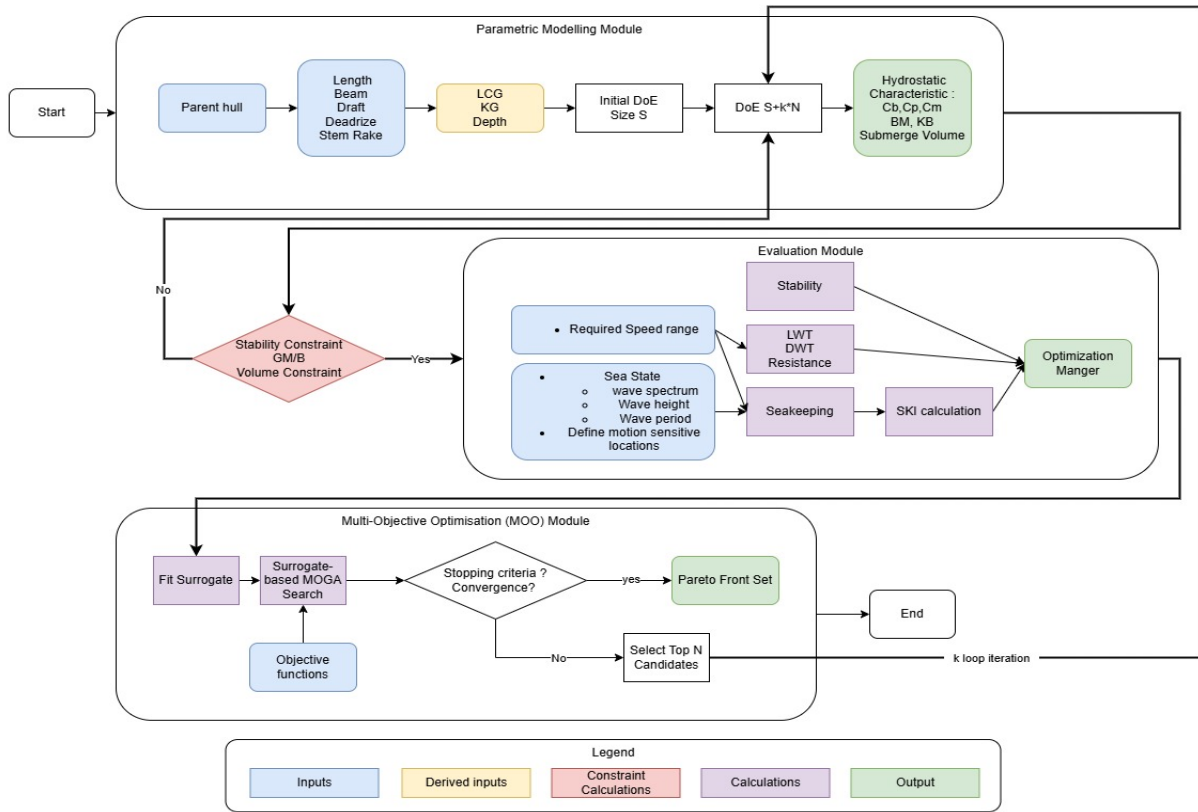 Parametric Modelling Module
Start
Parent hull
Length
Beam
Draft
Deadrize
Stem Rake
LCG
KG
Depth
Initial DoE
Size S
DoE S+k*N
Hydrostatic
Characteristic :
Cb,Cp,Cm
BM, KB
Submerge Volume
No
Stability Constraint
GM/B
Volume Constraint
Yes
Evaluation Module
• Required Speed range
• Sea State
○ wave spectrum
○ Wave height
○ Wave period
• Define motion sensitive
locations
Stability
LWT
DWT
Resistance
Seakeeping
SKI calculation
Optimization
Manger
Multi-Objective Optimisation (MOO) Module
Fit Surrogate
Surrogate-
based MOGA
Search
Objective
functions
Stopping criteria ?
Convergence?
yes
Pareto Front Set
No
Select Top N
Candidates
k loop iteration
End
Legend
Inputs
Derived inputs
Constraint
Calculations
Calculations
Output